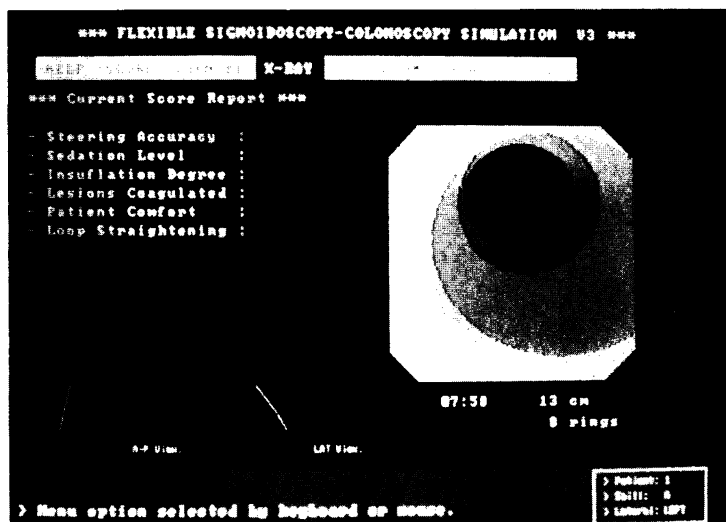 *** FLEXIBLE SIGMOIDOSCOPY-COLONOSCOPY SIMULATION V3 ***
X-RAY
*** Current Score Report ***
- Steering Accuracy :
- Sedation Level :
- Insuflation Degree :
- Lesions Coagulated :
- Patient Comfort :
- Loop Straightening :
07:50 13 cm
8 rings
A-P View. LAT View.
> Menu option selected by keyboard or mouse.
> Patient: 1
> Skill:
> Lateral: LEFT